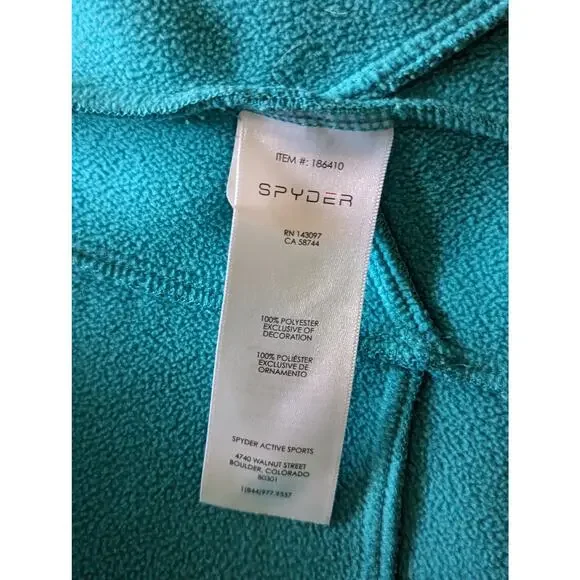 ITEM #: 186410
SPYDER
RN 143097
CA 58744
100% POLYESTER
EXCLUSIVE OF
DECORATION
100% POLIÉSTER
EXCLUSIVE DE
ORNAMENTO
SPYDER ACTIVE SPORTS
4740 WALNUT STREET
BOULDER, COLORADO
80301
1(844)977.9537